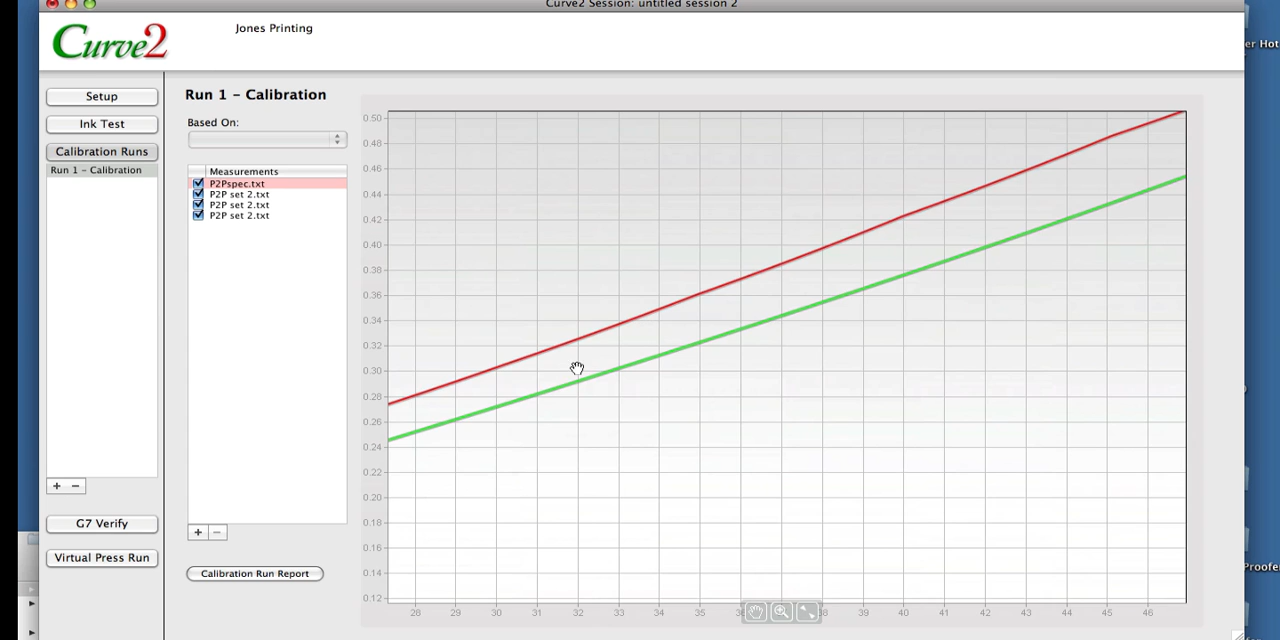 Curve2 Session: untitled session 2
Curve2
Jones Printing
er Hot
Setup
Ink Test
Calibration Runs
Run 1 - Calibration
+ -
G7 Verify
Virtual Press Run
Run 1 - Calibration
Based On:
Measurements
P2Pspec.txt
P2P set 2.txt
P2P set 2.txt
P2P set 2.txt
+ -
Calibration Run Report
0.50
0.48
0.46
0.44
0.42
0.40
0.38
0.36
0.34
0.32
0.30
0.28
0.26
0.24
0.22
0.20
0.18
0.16
0.14
0.12
28 29 30 31 32 33 34 35 36 38 39 40 41 42 43 44 45 46
Proofer